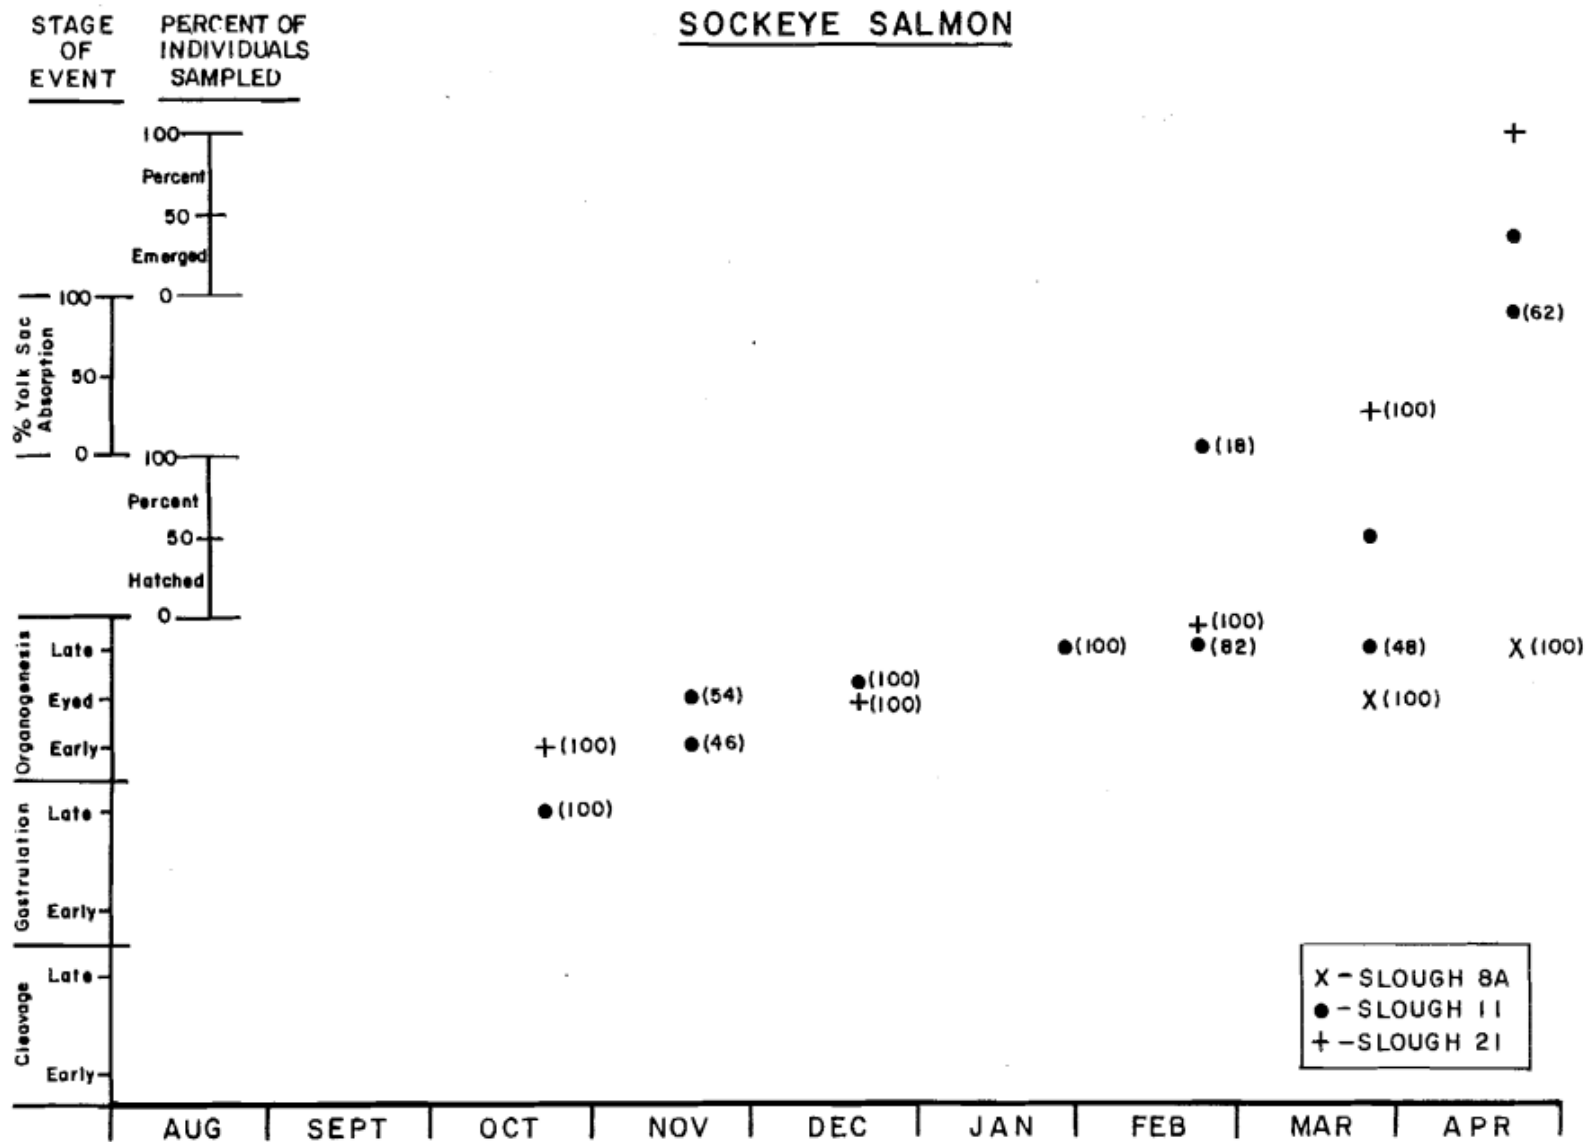 SOCKEYE SALMON
STAGE
OF
EVENT
PERCENT OF
INDIVIDUALS
SAMPLED
100
Percent
50
Emerged
0
100
% Yolk Sac
Absorption
50
0
100
Percent
50
Hatched
0
Organogenesis
Late
Eyed
Early
Gastrulation
Late
Early
Cleavage
Late
Early
(62)
+(100)
(18)
+(100)
(100)
(82)
(48)
X (100)
(54)
(100)
+(100)
X (100)
+(100)
(46)
(100)
X - SLOUGH 8A
● - SLOUGH 11
+ - SLOUGH 21
AUG | SEPT | OCT | NOV | DEC | JAN | FEB | MAR | APR